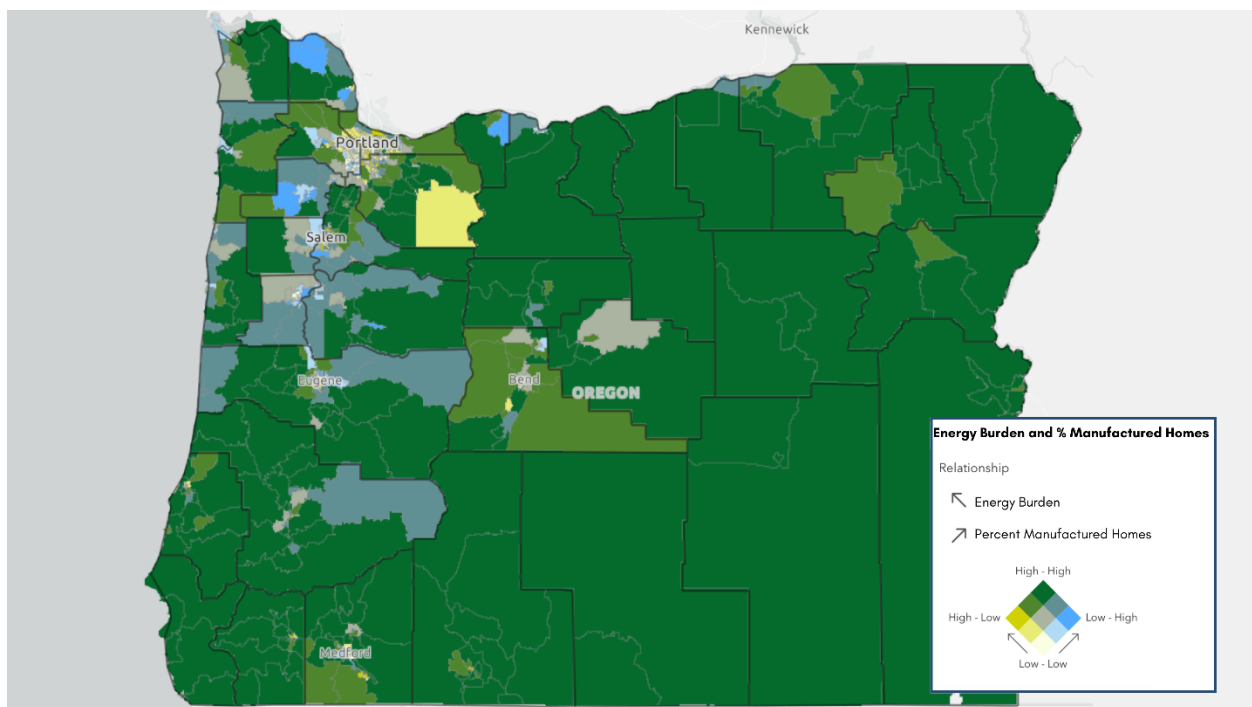 Kennewick
Portland
Salem
Eugene
Bend
OREGON
Medford
Energy Burden and % Manufactured Homes
Relationship
Energy Burden
Percent Manufactured Homes
High - High
High - Low
Low - High
Low - Low